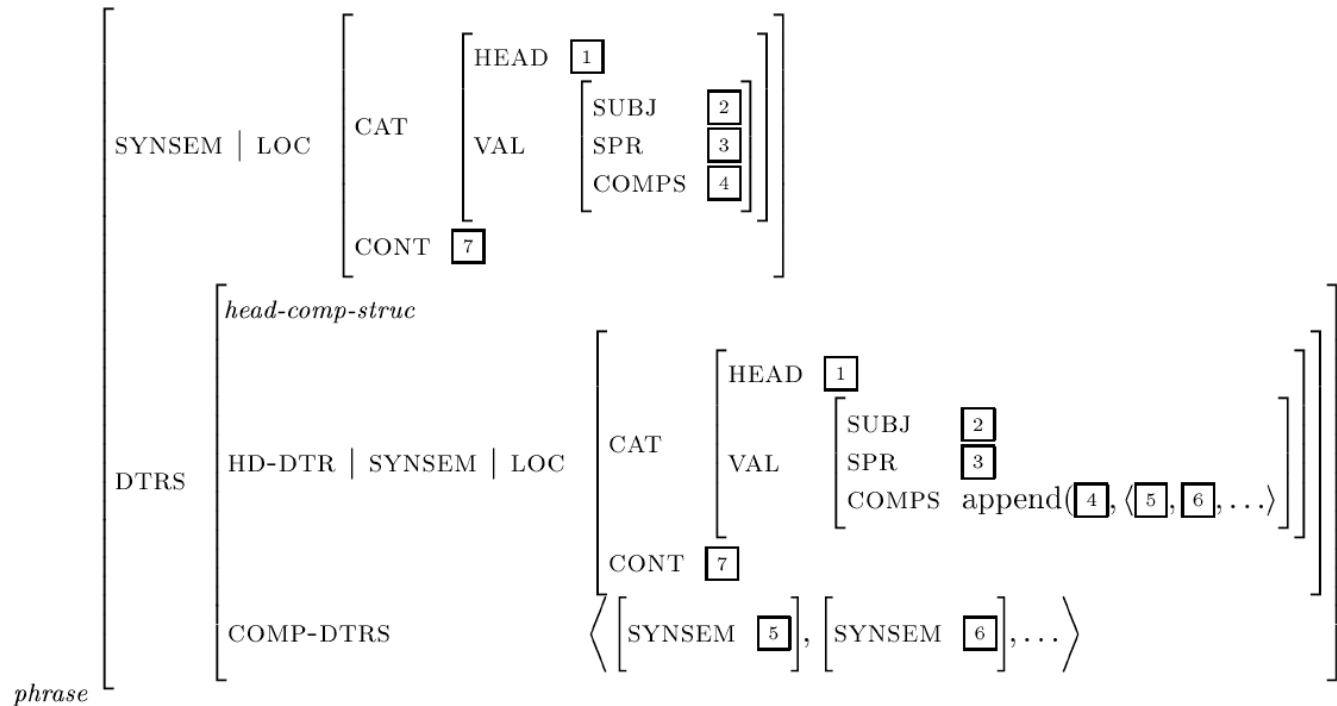 HEAD 1
SUBJ 2
CAT
SYNSEM | LOC VAL SPR 3
COMPS 4
CONT 7
head-comp-struc
HEAD 1
SUBJ 2
CAT
HD-DTR | SYNSEM | LOC VAL SPR 3
DTRS
COMPS append(4, ⟨5, 6, ...⟩
CONT 7
COMP-DTRS ⟨[SYNSEM 5], [SYNSEM 6], ...⟩
phrase